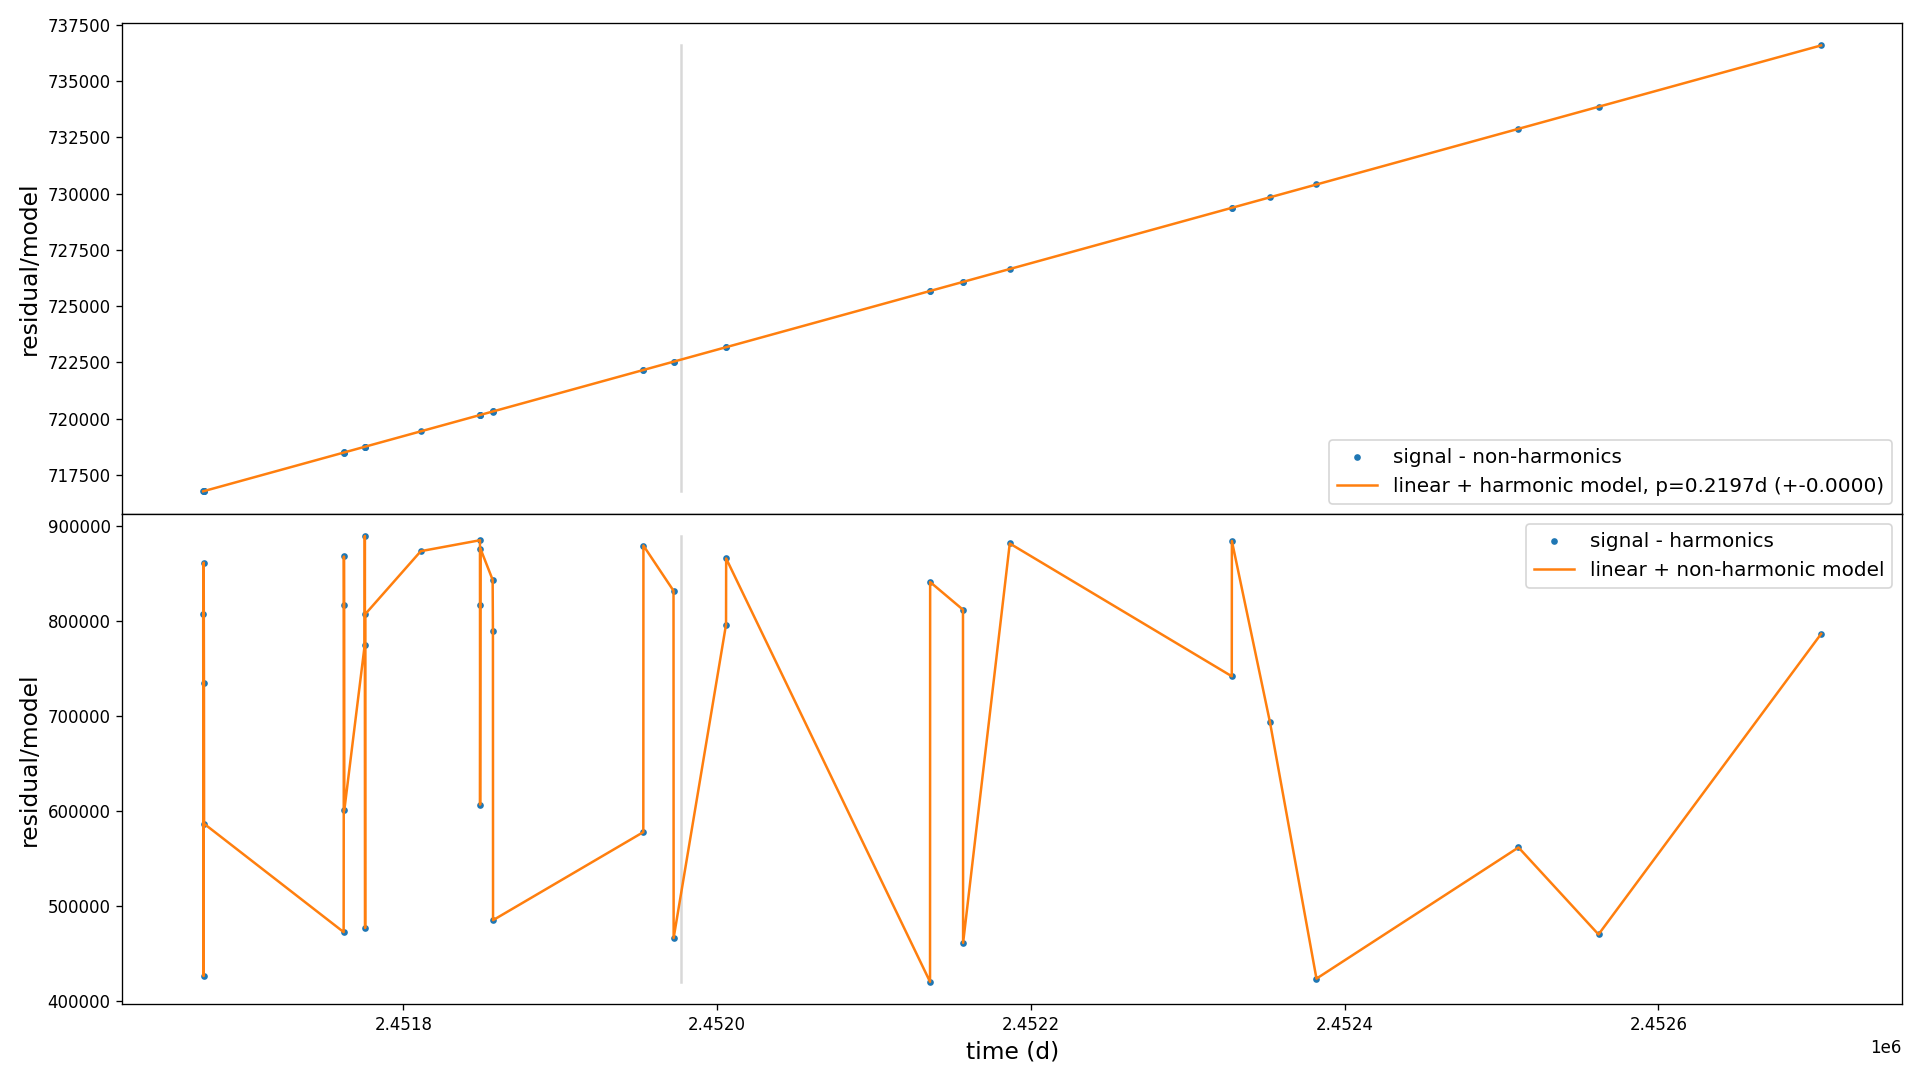 737500
735000
732500
730000
727500
725000
722500
720000
717500
residual/model
signal - non-harmonics
linear + harmonic model, p=0.2197d (+-0.0000)
900000
800000
700000
600000
500000
400000
residual/model
signal - harmonics
linear + non-harmonic model
2.4518 2.4520 2.4522 2.4524 2.4526
time (d)
1e6